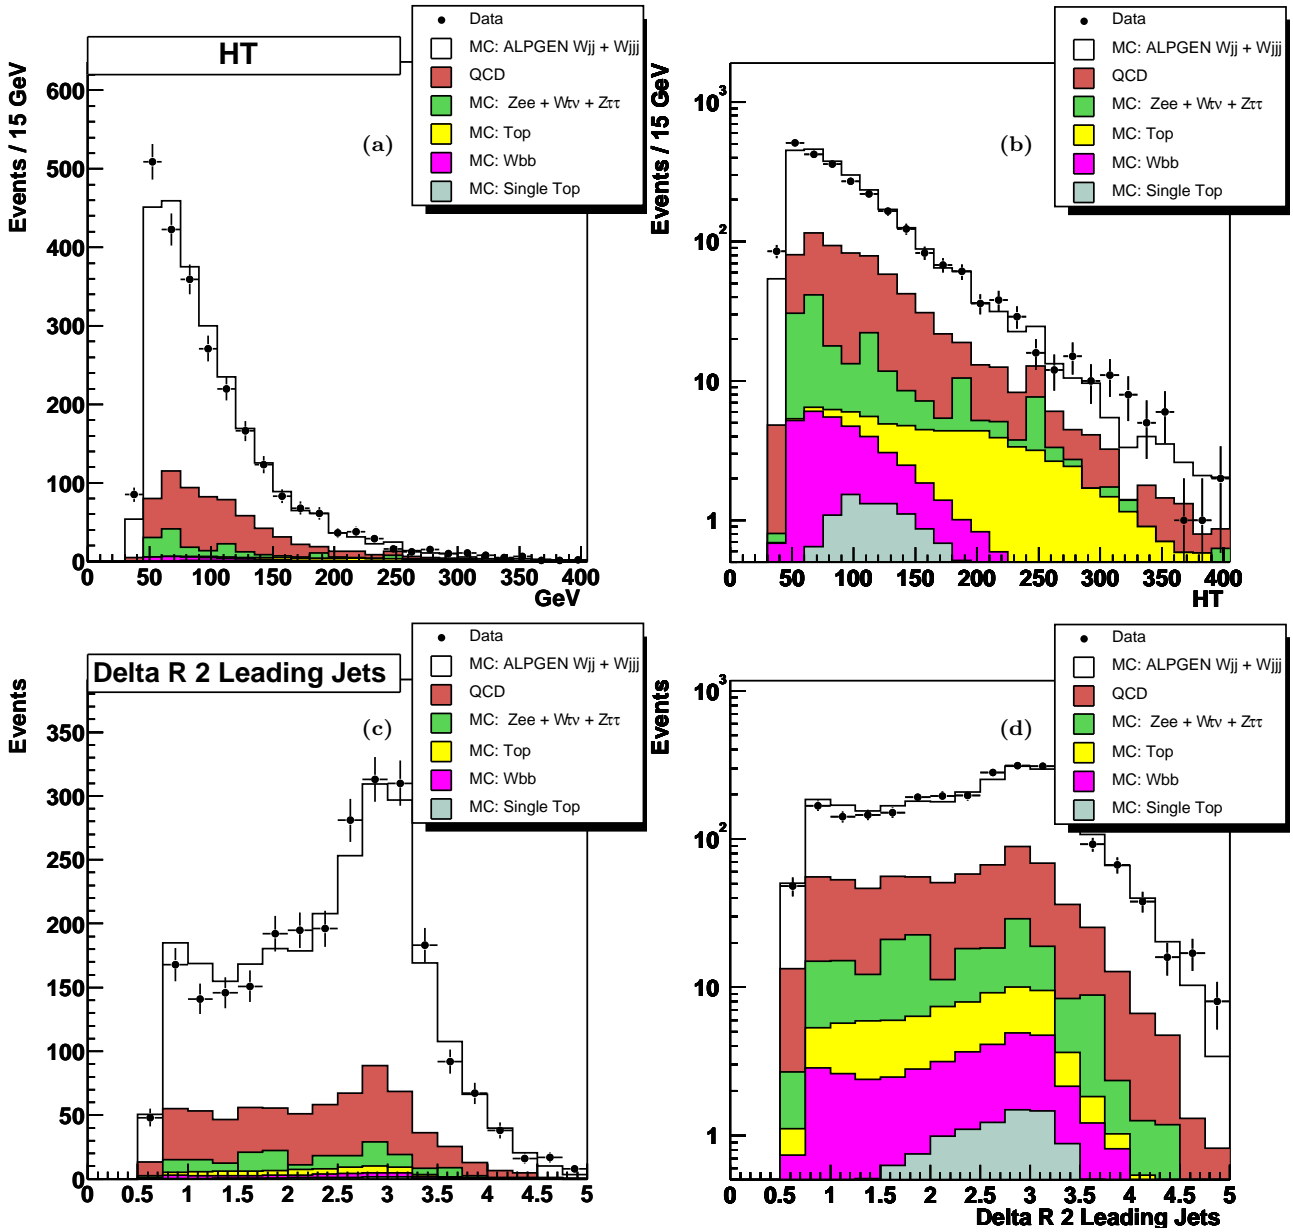 HT
Events / 15 GeV
600
500
400
300
200
100
0
0 50 100 150 200 250 300 350 400
GeV
(a)
Data
MC: ALPGEN Wjj + Wjjj
QCD
MC: Zee + Wτν + Zττ
MC: Top
MC: Wbb
MC: Single Top
Events / 15 GeV
10³
10²
10
1
0 50 100 150 200 250 300 350 400
HT
(b)
Data
MC: ALPGEN Wjj + Wjjj
QCD
MC: Zee + Wτν + Zττ
MC: Top
MC: Wbb
MC: Single Top
Delta R 2 Leading Jets
Events
350
300
250
200
150
100
50
0
0 0.5 1 1.5 2 2.5 3 3.5 4 4.5 5
(c)
Data
MC: ALPGEN Wjj + Wjjj
QCD
MC: Zee + Wτν + Zττ
MC: Top
MC: Wbb
MC: Single Top
Events
10³
10²
10
1
0 0.5 1 1.5 2 2.5 3 3.5 4 4.5 5
Delta R 2 Leading Jets
(d)
Data
MC: ALPGEN Wjj + Wjjj
QCD
MC: Zee + Wτν + Zττ
MC: Top
MC: Wbb
MC: Single Top